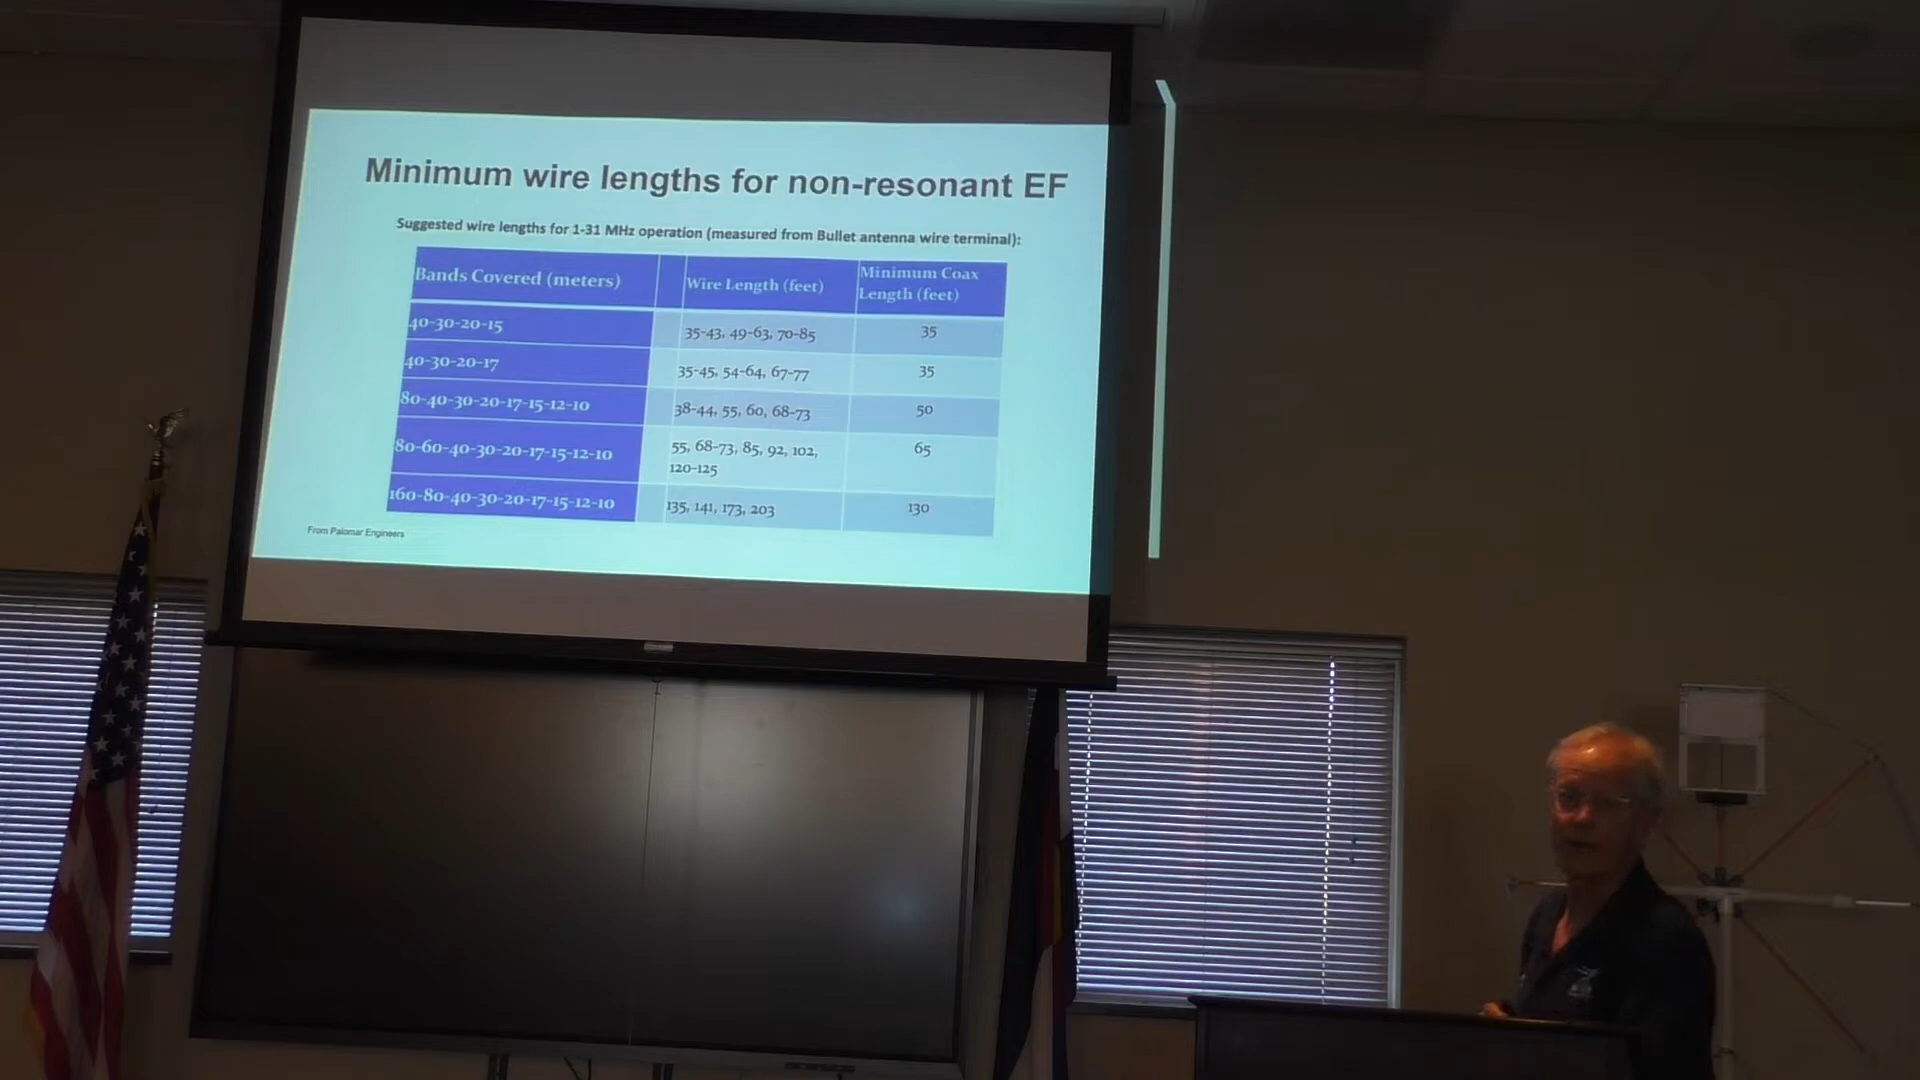 Minimum wire lengths for non-resonant EF
Suggested wire lengths for 1-31 MHz operation (measured from Bullet antenna wire terminal):
Bands Covered (meters) Wire Length (feet) Minimum Coax Length (feet)
40-30-20-15 35-43, 49-63, 70-85 35
40-30-20-17 35-45, 54-64, 67-77 35
80-40-30-20-17-15-12-10 38-44, 55, 60, 68-73 50
80-60-40-30-20-17-15-12-10 55, 68-73, 85, 92, 102, 120-125 65
160-80-40-30-20-17-15-12-10 135, 141, 173, 203 130
From Palomar Engineers